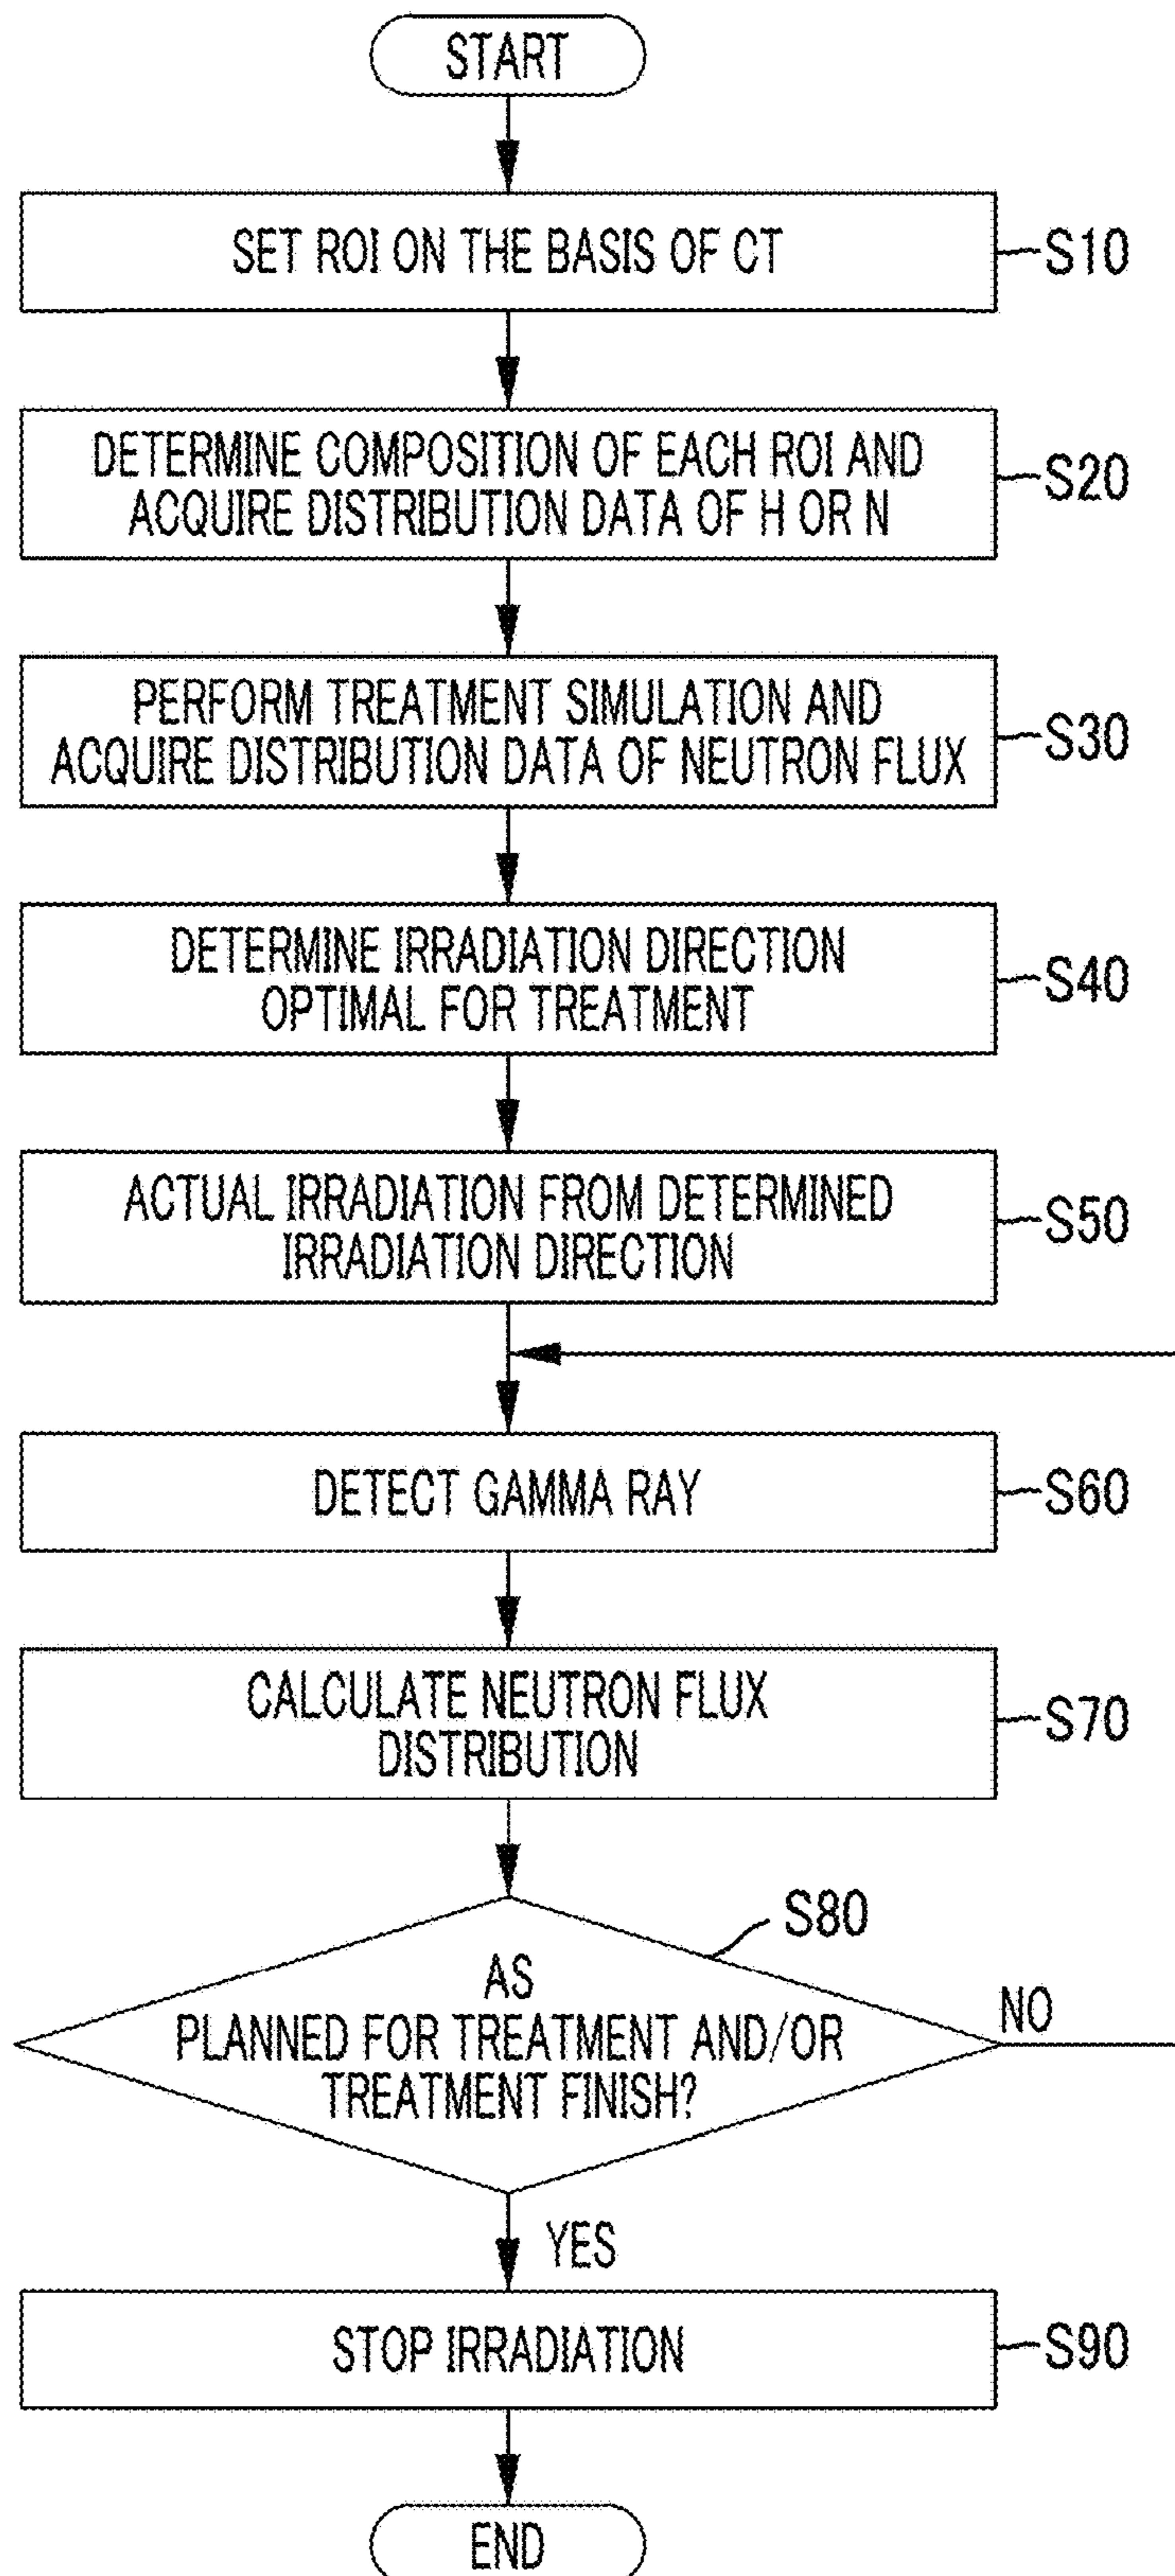 START
SET ROI ON THE BASIS OF CT
S10
DETERMINE COMPOSITION OF EACH ROI AND
ACQUIRE DISTRIBUTION DATA OF H OR N
S20
PERFORM TREATMENT SIMULATION AND
ACQUIRE DISTRIBUTION DATA OF NEUTRON FLUX
S30
DETERMINE IRRADIATION DIRECTION
OPTIMAL FOR TREATMENT
S40
ACTUAL IRRADIATION FROM DETERMINED
IRRADIATION DIRECTION
S50
DETECT GAMMA RAY
S60
CALCULATE NEUTRON FLUX
DISTRIBUTION
S70
S80
AS
PLANNED FOR TREATMENT AND/OR
TREATMENT FINISH?
NO
YES
STOP IRRADIATION
S90
END